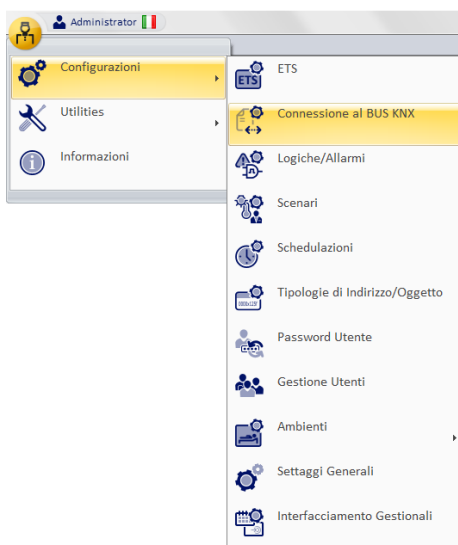 Administrator
Configurazioni
Utilities
Informazioni
ETS
ETS
Connessione al BUS KNX
Logiche/Allarmi
Scenari
Schedulazioni
Tipologie di Indirizzo/Oggetto
Password Utente
Gestione Utenti
Ambienti
Settaggi Generali
Interfacciamento Gestionali